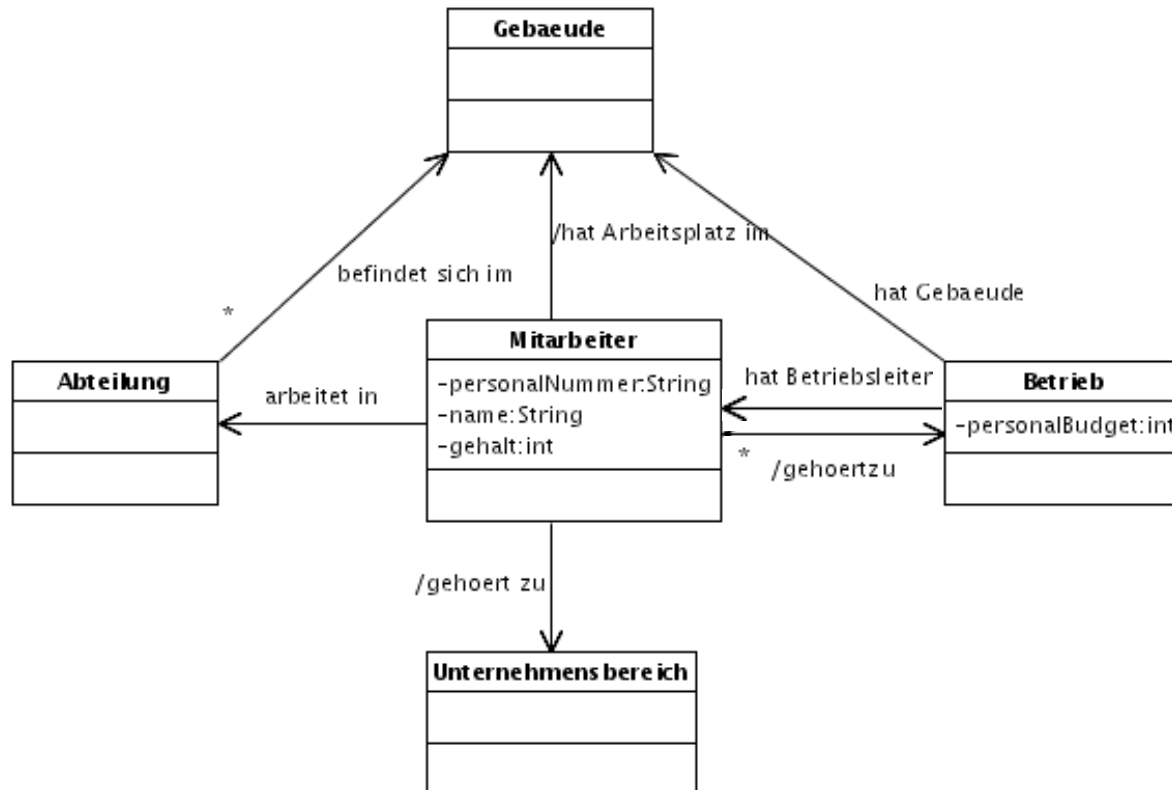 Gebaeude
/hat Arbeitsplatz im
befindet sich im
hat Gebaeude
*
Abteilung
arbeitet in
Mitarbeiter
-personalNummer:String
-name:String
-gehalt:int
hat Betriebsleiter
*
/gehoertzu
Betrieb
-personalBudget:int
/gehoert zu
Unternehmensbereich